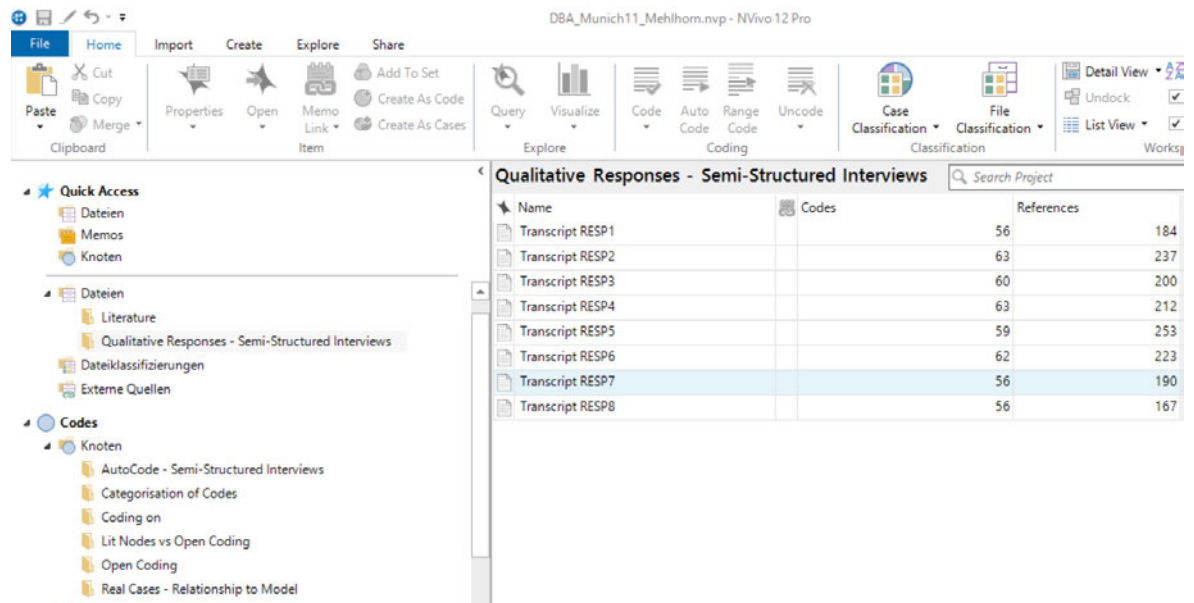 DBA_Munich11_Mehlhorn.nvp - NVivo 12 Pro
File Home Import Create Explore Share
Paste
Cut
Copy
Merge
Clipboard
Properties
Open
Memo Link
Add To Set
Create As Code
Create As Cases
Item
Query
Visualize
Explore
Code
Auto Code
Range Code
Uncode
Coding
Case Classification
File Classification
Classification
Detail View
Undock
List View
Quick Access
Dateien
Memos
Knoten
Dateien
Literature
Qualitative Responses - Semi-Structured Interviews
Dateiklassifizierungen
Externe Quellen
Codes
Knoten
AutoCode - Semi-Structured Interviews
Categorisation of Codes
Coding on
Lit Nodes vs Open Coding
Open Coding
Real Cases - Relationship to Model
Qualitative Responses - Semi-Structured Interviews
Search Project
Name Codes References
Transcript RESP1 56 184
Transcript RESP2 63 237
Transcript RESP3 60 200
Transcript RESP4 63 212
Transcript RESP5 59 253
Transcript RESP6 62 223
Transcript RESP7 56 190
Transcript RESP8 56 167